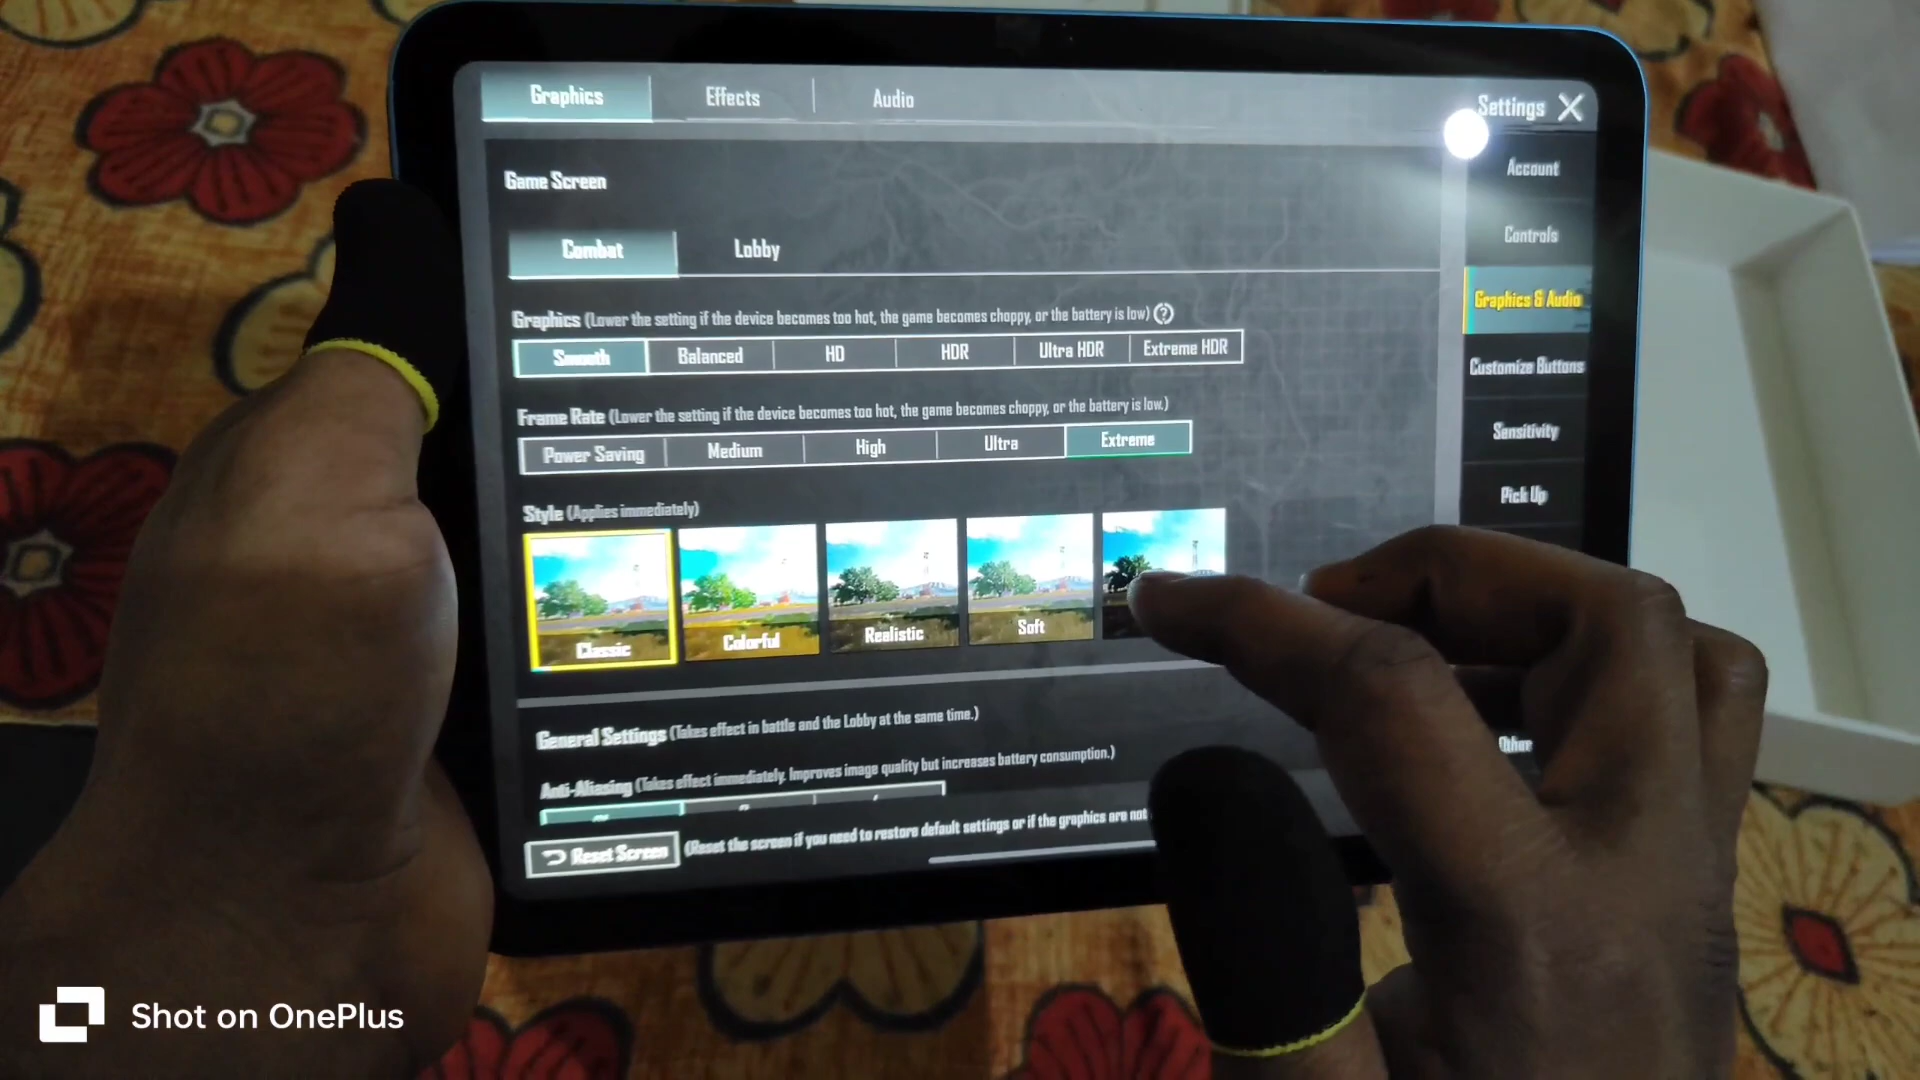 Graphics Effects Audio
Settings
Account
Game Screen
Controls
Combat Lobby
Graphics & Audio
Graphics (Lower the setting if the device becomes too hot, the game becomes choppy, or the battery is low)
Smooth Balanced HD HDR Ultra HDR Extreme HDR
Customize Buttons
Frame Rate (Lower the setting if the device becomes too hot, the game becomes choppy, or the battery is low.)
Power Saving Medium High Ultra Extreme
Sensitivity
Pick Up
Style (Applies immediately)
Classic Colorful Realistic Soft
General Settings (Takes effect in battle and the Lobby at the same time.)
Other
Anti-Aliasing (Takes effect immediately. Improves image quality but increases battery consumption.)
Reset Screen (Reset the screen if you need to restore default settings or if the graphics are not
Shot on OnePlus